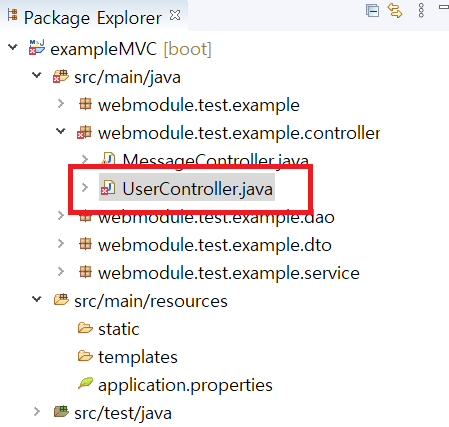 Package Explorer
exampleMVC [boot]
src/main/java
webmodule.test.example
webmodule.test.example.controller
MessageController.java
UserController.java
webmodule.test.example.dao
webmodule.test.example.dto
webmodule.test.example.service
src/main/resources
static
templates
application.properties
src/test/java